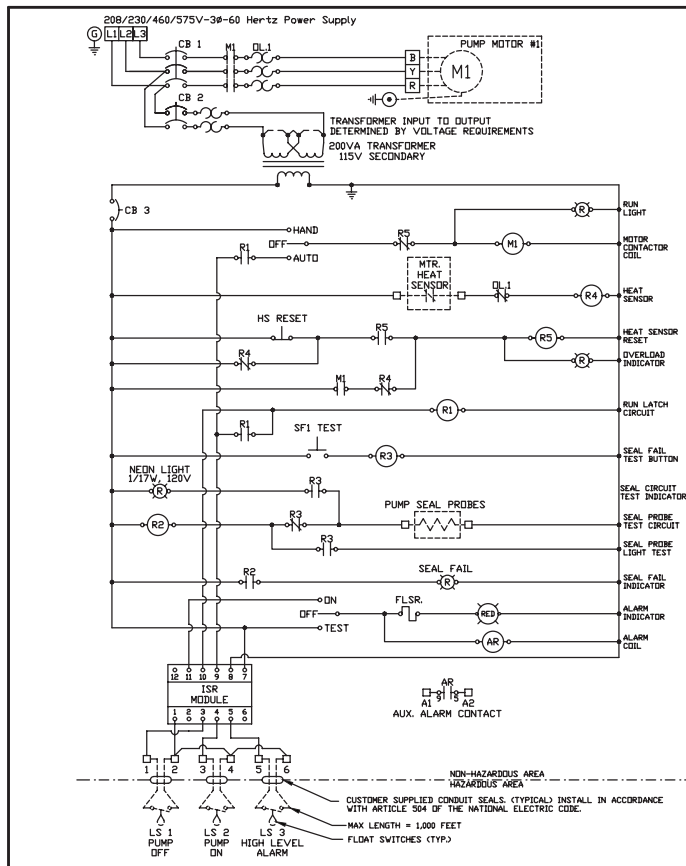 208/230/460/575V-3Ø-60 Hertz Power Supply
G L1 L2 L3
CB 1
M1
OL.1
PUMP MOTOR #1
B
Y
R
M1
CB 2
TRANSFORMER INPUT TO OUTPUT
DETERMINED BY VOLTAGE REQUIREMENTS
200VA TRANSFORMER
115V SECONDARY
CB 3
R
RUN
LIGHT
HAND
OFF
R5
M1
MOTOR
CONTACTOR
COIL
R1
AUTO
MTR.
HEAT
SENSOR
OL.1
R4
HEAT
SENSOR
HS RESET
R5
R5
HEAT SENSOR
RESET
R4
R
OVERLOAD
INDICATOR
M1
R4
R1
RUN LATCH
CIRCUIT
R1
SF1 TEST
R3
SEAL FAIL
TEST BUTTON
NEON LIGHT
1/17W, 120V
R
R3
SEAL CIRCUIT
TEST INDICATOR
R2
R3
PUMP SEAL PROBES
SEAL PROBE
TEST CIRCUIT
R3
SEAL PROBE
LIGHT TEST
R2
SEAL FAIL
R
SEAL FAIL
INDICATOR
ON
OFF
FLSR.
RED
ALARM
INDICATOR
TEST
AR
ALARM
COIL
12 11 10 9 8 7
ISR
MODULE
1 2 3 4 5 6
AR
A1 9 5 A2
AUX. ALARM CONTACT
1 2 3 4 5 6
NON-HAZARDOUS AREA
HAZARDOUS AREA
CUSTOMER SUPPLIED CONDUIT SEALS. (TYPICAL) INSTALL IN ACCORDANCE
WITH ARTICLE 504 OF THE NATIONAL ELECTRIC CODE.
MAX LENGTH = 1,000 FEET
FLOAT SWITCHES (TYP.)
LS 1
PUMP
OFF
LS 2
PUMP
ON
LS 3
HIGH LEVEL
ALARM